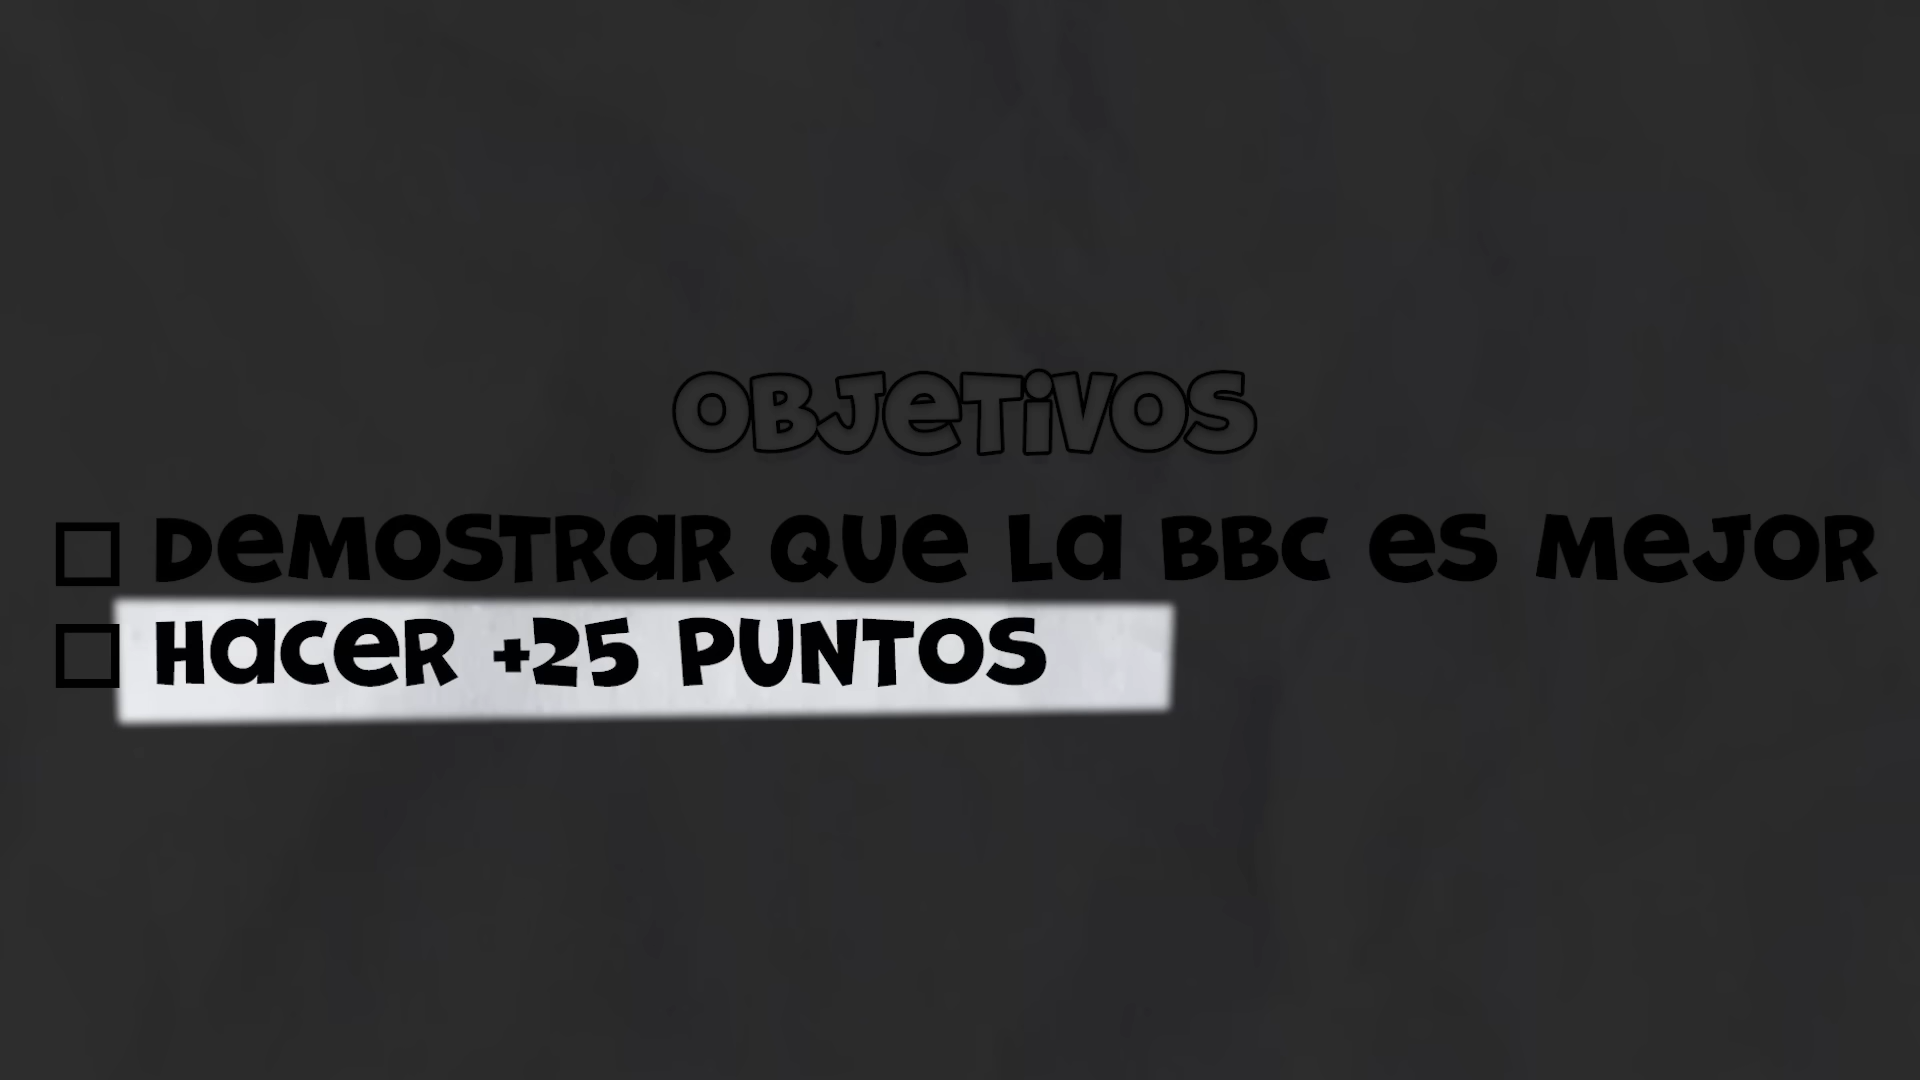 OBJETIVOS
□ DEMOSTRAR QUE LA BBC ES MEJOR
□ HACER +25 PUNTOS